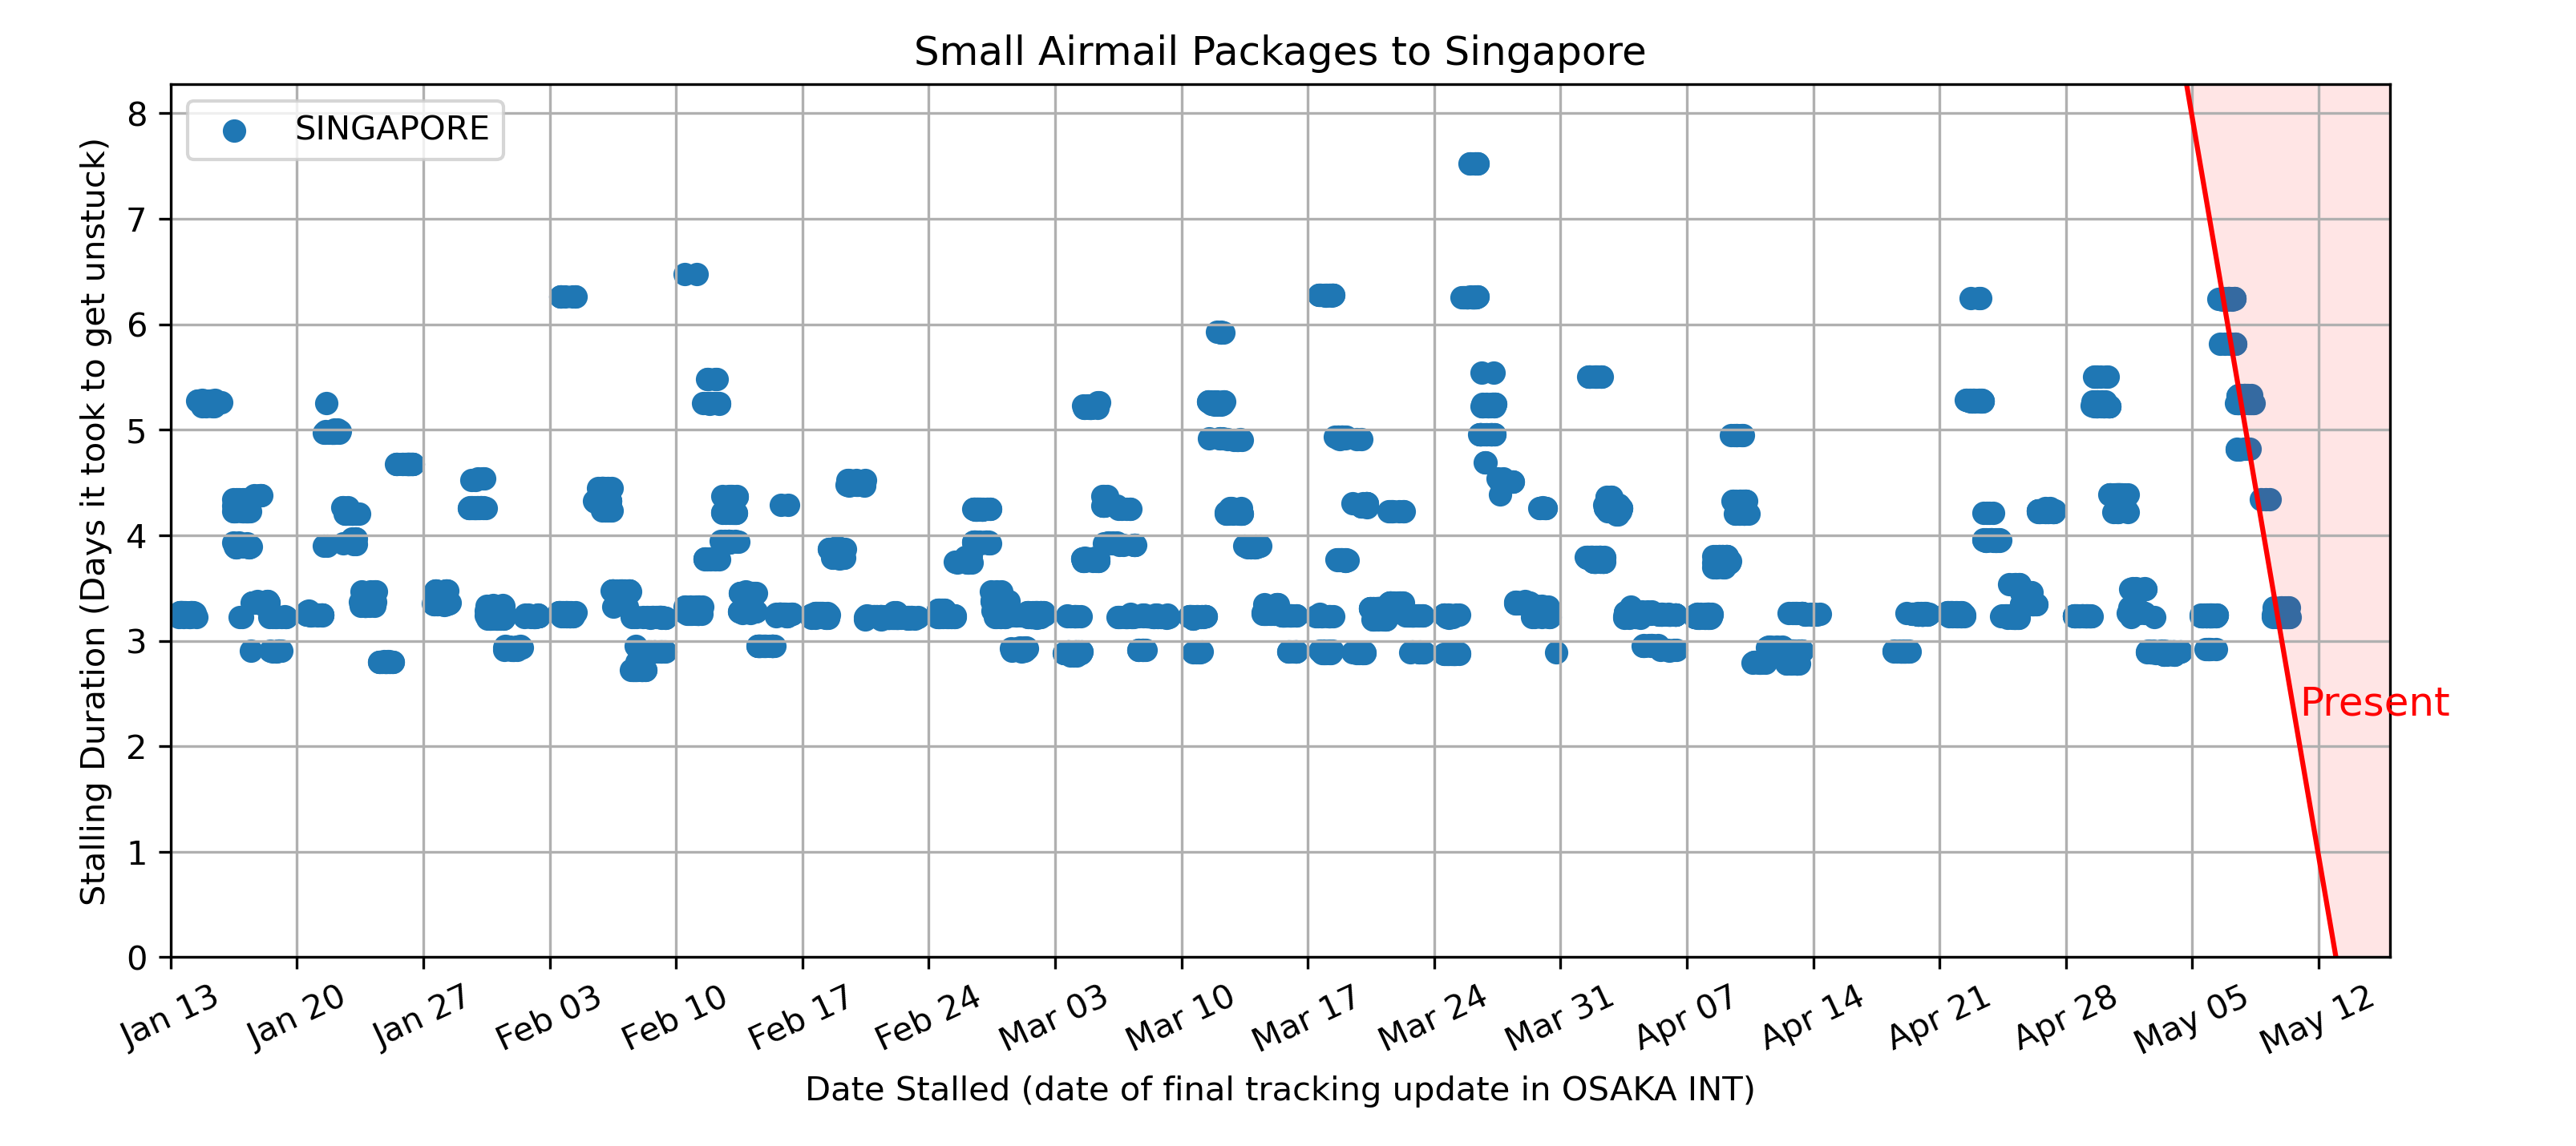 Small Airmail Packages to Singapore
SINGAPORE
Stalling Duration (Days it took to get unstuck)
8
7
6
5
4
3
2
1
0
Present
Jan 13
Jan 20
Jan 27
Feb 03
Feb 10
Feb 17
Feb 24
Mar 03
Mar 10
Mar 17
Mar 24
Mar 31
Apr 07
Apr 14
Apr 21
Apr 28
May 05
May 12
Date Stalled (date of final tracking update in OSAKA INT)